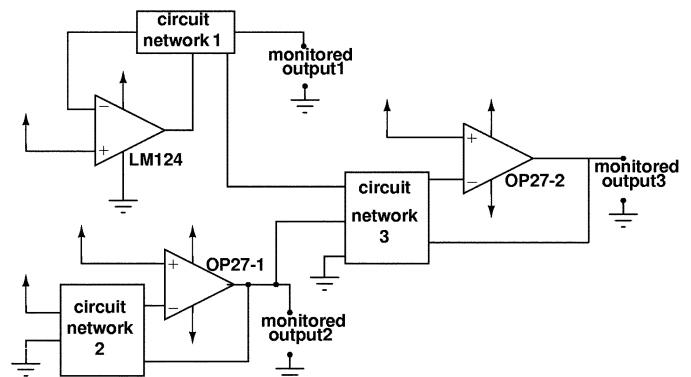 circuit
network 1
monitored
output1
−
+
LM124
+
−
OP27-2
monitored
output3
circuit
network
3
+
−
OP27-1
monitored
output2
circuit
network
2